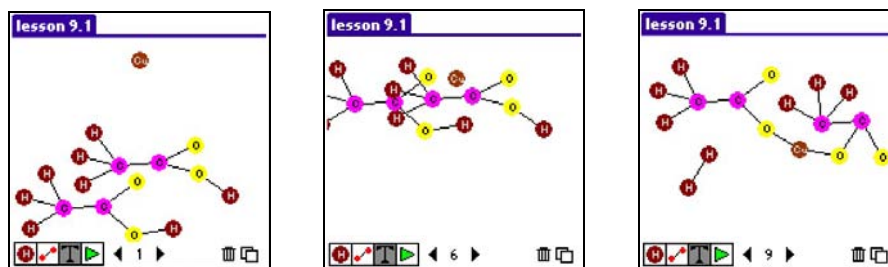 lesson 9.1
Cu
H O
H C C O
H H O H
H C C
H O H
H T 1
lesson 9.1
H H O Cu O
H C C C C O
H O H H
H T 6
lesson 9.1
H O
H C C H H
H H O C C
H Cu O O
H
H T 9